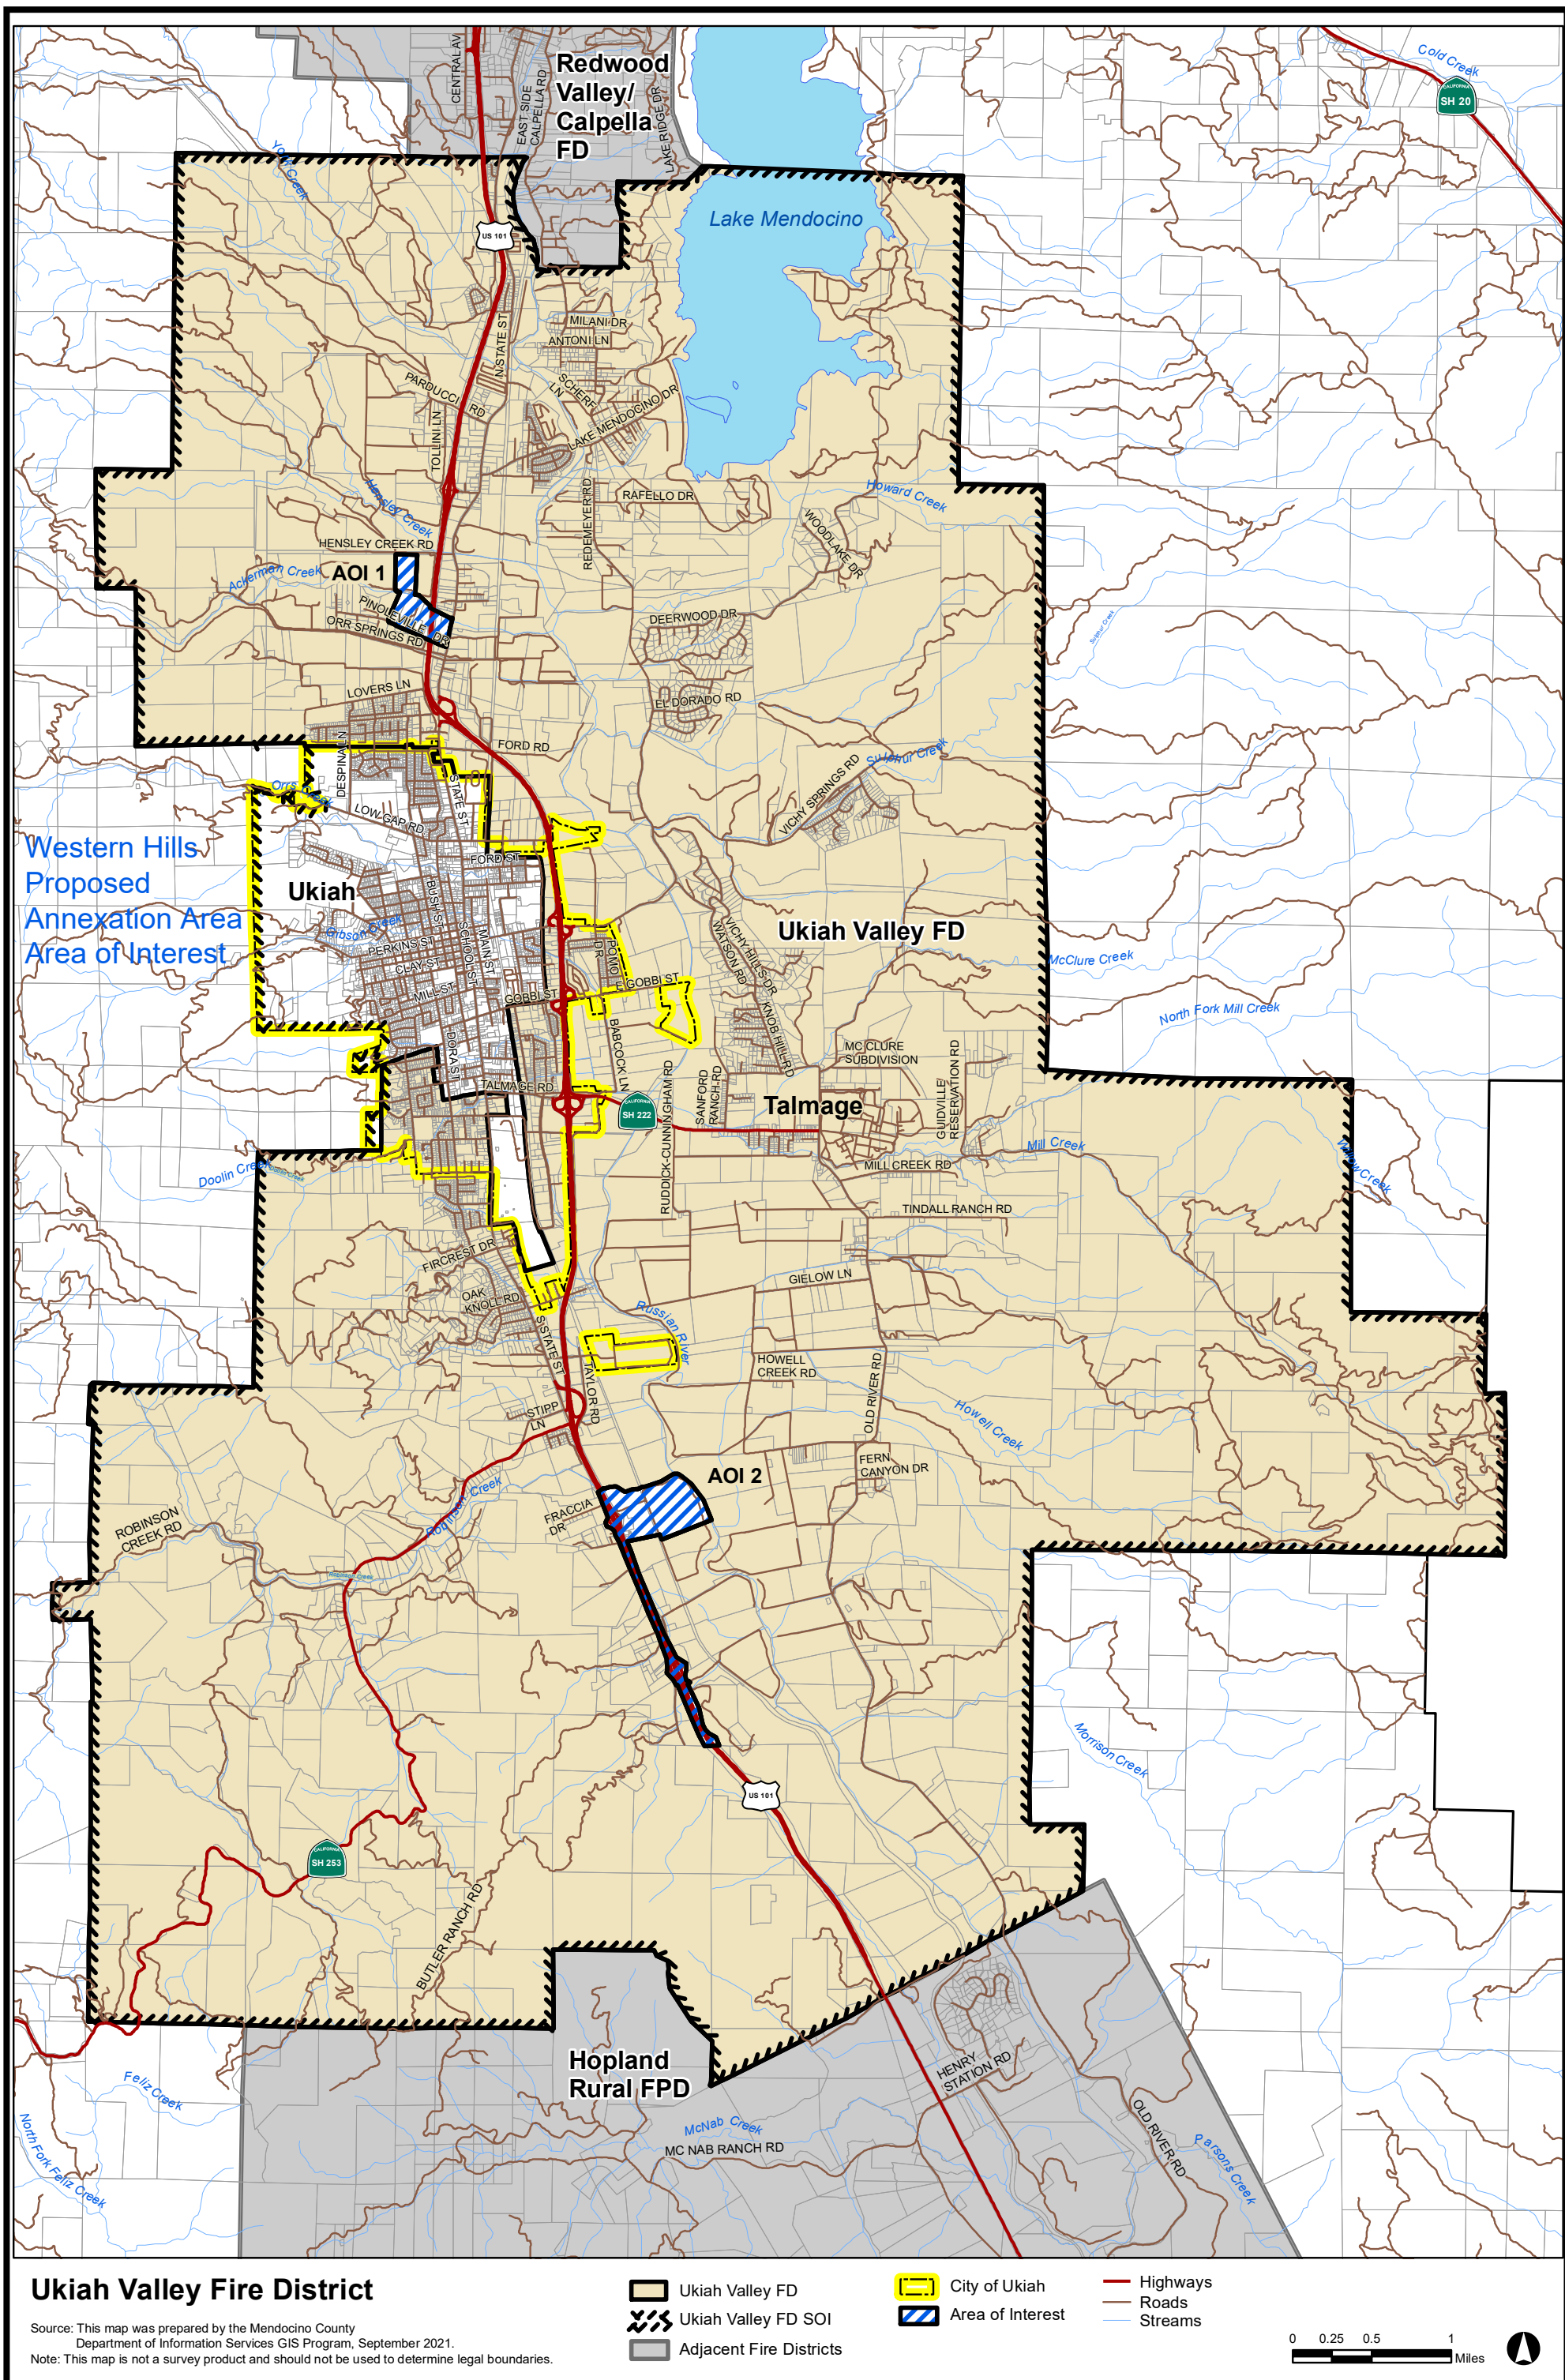 Redwood
Valley/
Calpella
FD
CENTRAL AV
EAST SIDE
CALPELLA RD
LAKE RIDGE DR
Cold Creek
CALIFORNIA
SH 20
York Creek
US 101
Lake Mendocino
N STATE ST
MILANI DR
ANTONI LN
SCHERF
LN
PARDUCCI RD
TOLLINI LN
LAKE MENDOCINO DR
REDEMEYER RD
RAFELLO DR
Howard Creek
WOODLAKE DR
Hensley Creek
HENSLEY CREEK RD
Ackerman Creek
AOI 1
PINOLEVILLE DR
ORR SPRINGS RD
DEERWOOD DR
Sulphur Creek
LOVERS LN
EL DORADO RD
FORD RD
DESPINA LN
STATE ST
Orrs Creek
LOW GAP RD
VICHY SPRINGS RD
Sulphur Creek
Western Hills
Proposed
Annexation Area
Area of Interest
FORD ST
Ukiah
BUSH ST
Gibson Creek
PERKINS ST
SCHOOL ST
MAIN ST
CLAY ST
MILL ST
GOBBI ST
POMO
DR
E GOBBI ST
VICHY HILLS DR
WATSON RD
Ukiah Valley FD
McClure Creek
North Fork Mill Creek
KNOB HILL RD
BABCOCK LN
DORA ST
TALMAGE RD
MC CLURE
SUBDIVISION
GUIDVILLE
RESERVATION RD
SANFORD
RANCH RD
RUDDICK-CUNNINGHAM RD
CALIFORNIA
SH 222
Talmage
Mill Creek
MILL CREEK RD
Willow Creek
Doolin Creek
TINDALL RANCH RD
FIRCREST DR
GIELOW LN
OAK
KNOLL RD
S STATE ST
Russian River
HOWELL
CREEK RD
OLD RIVER RD
TAYLOR RD
STIPP
LN
Howell Creek
FERN
CANYON DR
AOI 2
Robinson Creek
FRACCIA
DR
ROBINSON
CREEK RD
Robinson Creek
Morrison Creek
US 101
CALIFORNIA
SH 253
BUTLER RANCH RD
Hopland
Rural FPD
HENRY
STATION RD
Feliz Creek
North Fork Feliz Creek
McNab Creek
MC NAB RANCH RD
OLD RIVER RD
Parsons Creek
Ukiah Valley Fire District
Source: This map was prepared by the Mendocino County
Department of Information Services GIS Program, September 2021.
Note: This map is not a survey product and should not be used to determine legal boundaries.
Ukiah Valley FD
Ukiah Valley FD SOI
Adjacent Fire Districts
City of Ukiah
Area of Interest
Highways
Roads
Streams
0 0.25 0.5 1
Miles